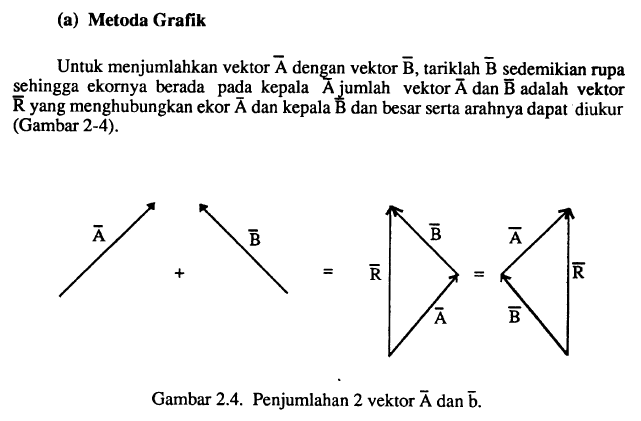 (a) Metoda Grafik
Untuk menjumlahkan vektor A̅ dengan vektor B̅, tariklah B̅ sedemikian rupa
sehingga ekornya berada pada kepala A̅ jumlah vektor A̅ dan B̅ adalah vektor
R̅ yang menghubungkan ekor A̅ dan kepala B̅ dan besar serta arahnya dapat diukur
(Gambar 2-4).
A̅ + B̅ = R̅ B̅ A̅ = A̅ B̅ R̅
Gambar 2.4. Penjumlahan 2 vektor A̅ dan b̅.